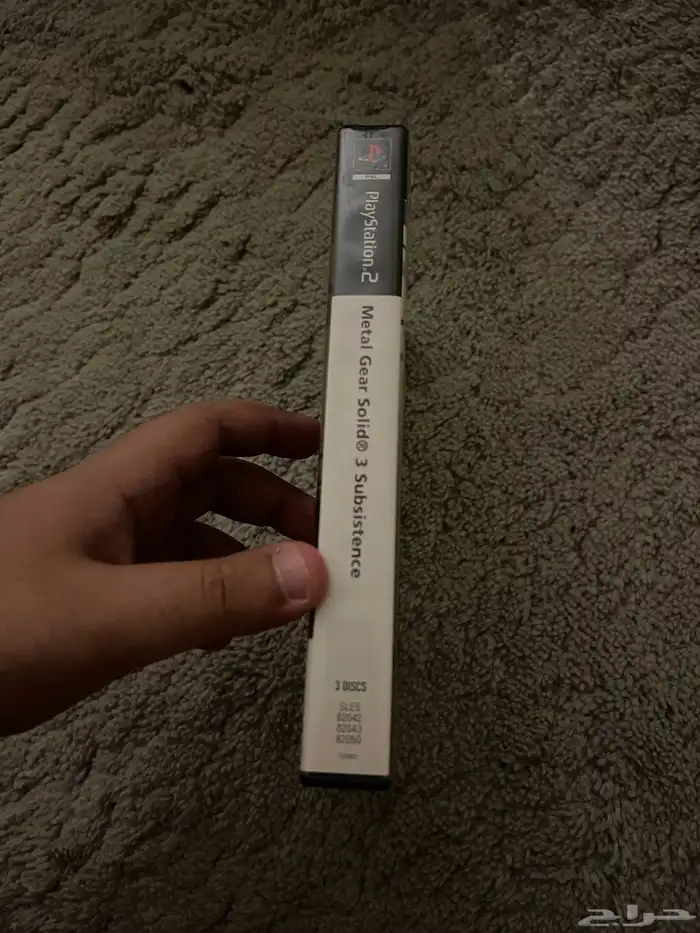 PAL
PlayStation®2
Metal Gear Solid® 3 Subsistence
3 DISCS
SLES
82042
82043
82050
حراج